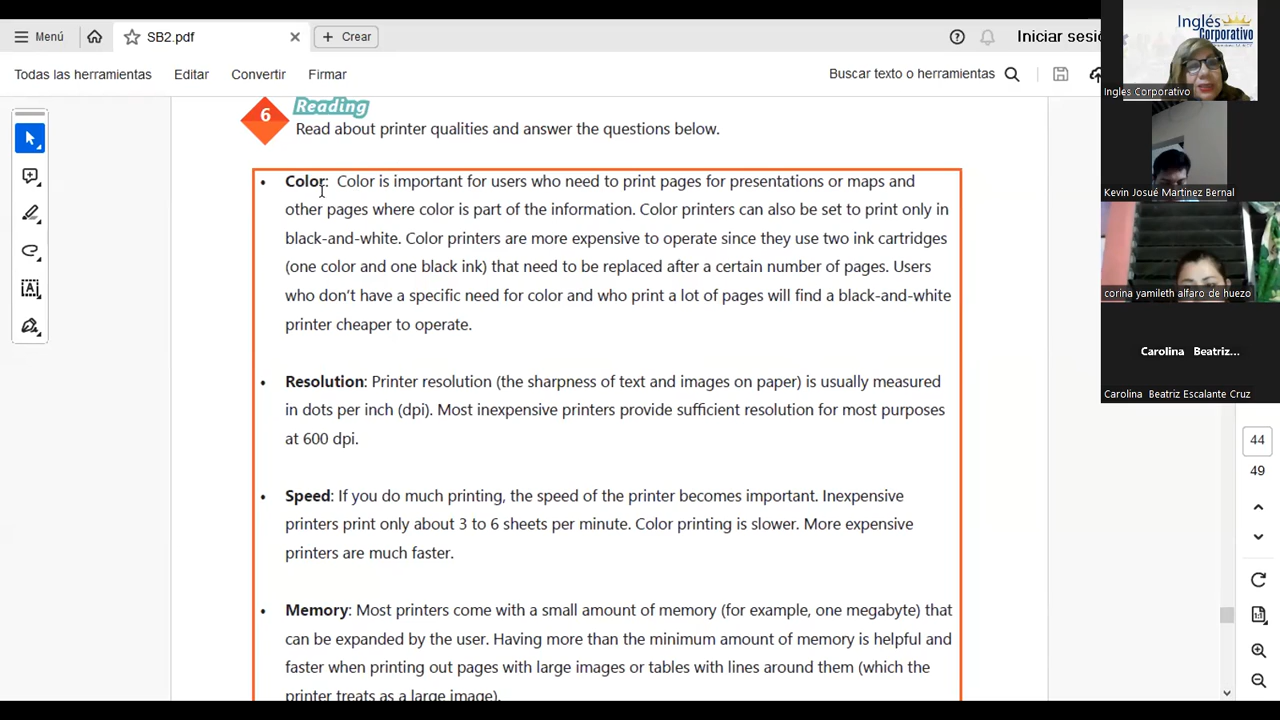 Menú
SB2.pdf
Crear
Iniciar sesió
Todas las herramientas
Editar
Convertir
Firmar
Buscar texto o herramientas
6
Reading
Read about printer qualities and answer the questions below.
• Color: Color is important for users who need to print pages for presentations or maps and
other pages where color is part of the information. Color printers can also be set to print only in
black-and-white. Color printers are more expensive to operate since they use two ink cartridges
(one color and one black ink) that need to be replaced after a certain number of pages. Users
who don't have a specific need for color and who print a lot of pages will find a black-and-white
printer cheaper to operate.
• Resolution: Printer resolution (the sharpness of text and images on paper) is usually measured
in dots per inch (dpi). Most inexpensive printers provide sufficient resolution for most purposes
at 600 dpi.
• Speed: If you do much printing, the speed of the printer becomes important. Inexpensive
printers print only about 3 to 6 sheets per minute. Color printing is slower. More expensive
printers are much faster.
• Memory: Most printers come with a small amount of memory (for example, one megabyte) that
can be expanded by the user. Having more than the minimum amount of memory is helpful and
faster when printing out pages with large images or tables with lines around them (which the
printer treats as a large image).
Inglés
Corporativo
Ingles Corporativo
Kevin Josué Martinez Bernal
corina yamileth alfaro de huezo
Carolina Beatriz...
Carolina Beatriz Escalante Cruz
44
49